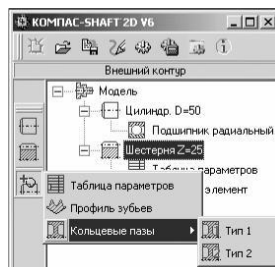 КОМПАС-SHAFT 2D V6
Внешний контур
Модель
Цилиндр. D=50
Подшипник радиальный
Шестерня Z=25
Таблица параметров
Таблица параметров
элемент
Профиль зубьев
Кольцевые пазы
Тип 1
Тип 2